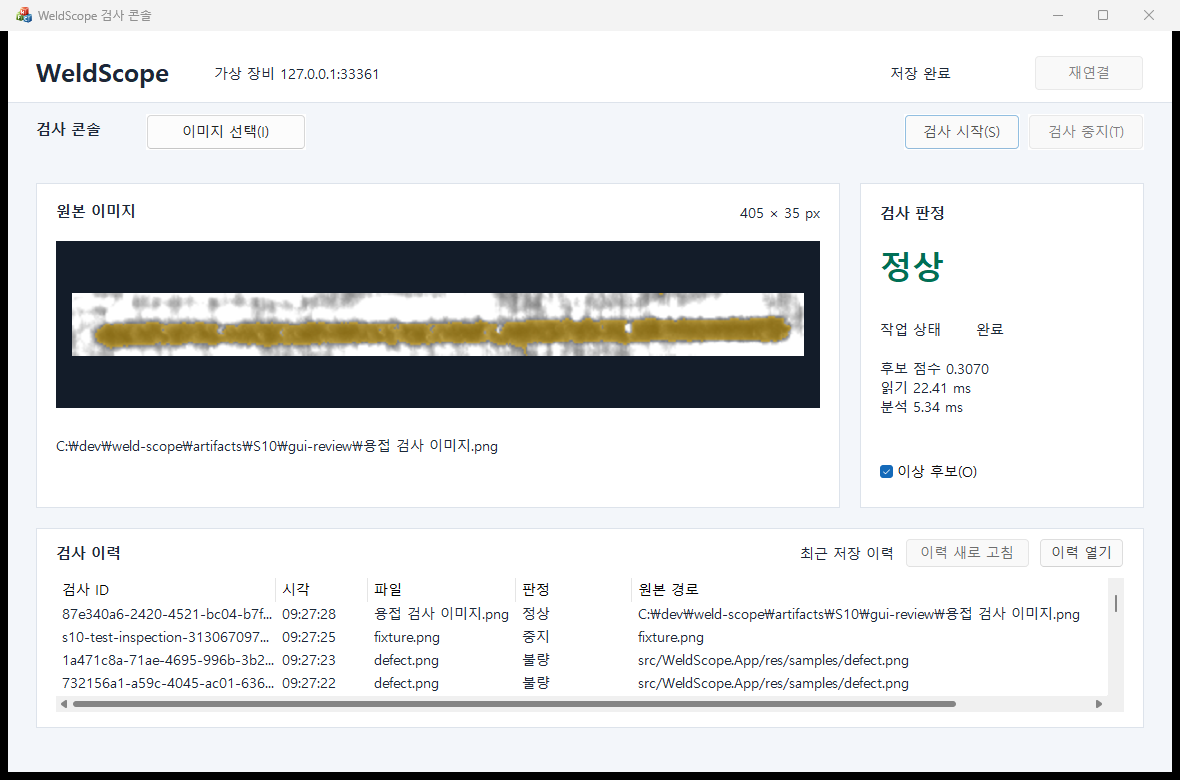 WeldScope 검사 콘솔
WeldScope 가상 장비 127.0.0.1:33361 저장 완료 재연결
검사 콘솔 이미지 선택(I) 검사 시작(S) 검사 중지(T)
원본 이미지 405 × 35 px
C:₩dev₩weld-scope₩artifacts₩S10₩gui-review₩용접 검사 이미지.png
검사 판정
정상
작업 상태 완료
후보 점수 0.3070
읽기 22.41 ms
분석 5.34 ms
이상 후보(O)
검사 이력 최근 저장 이력 이력 새로 고침 이력 열기
검사 ID 시각 파일 판정 원본 경로
87e340a6-2420-4521-bc04-b7f... 09:27:28 용접 검사 이미지.png 정상 C:₩dev₩weld-scope₩artifacts₩S10₩gui-review₩용접 검사 이미지.png
s10-test-inspection-313067097... 09:27:25 fixture.png 중지 fixture.png
1a471c8a-71ae-4695-996b-3b2... 09:27:23 defect.png 불량 src/WeldScope.App/res/samples/defect.png
732156a1-a59c-4045-ac01-636... 09:27:22 defect.png 불량 src/WeldScope.App/res/samples/defect.png